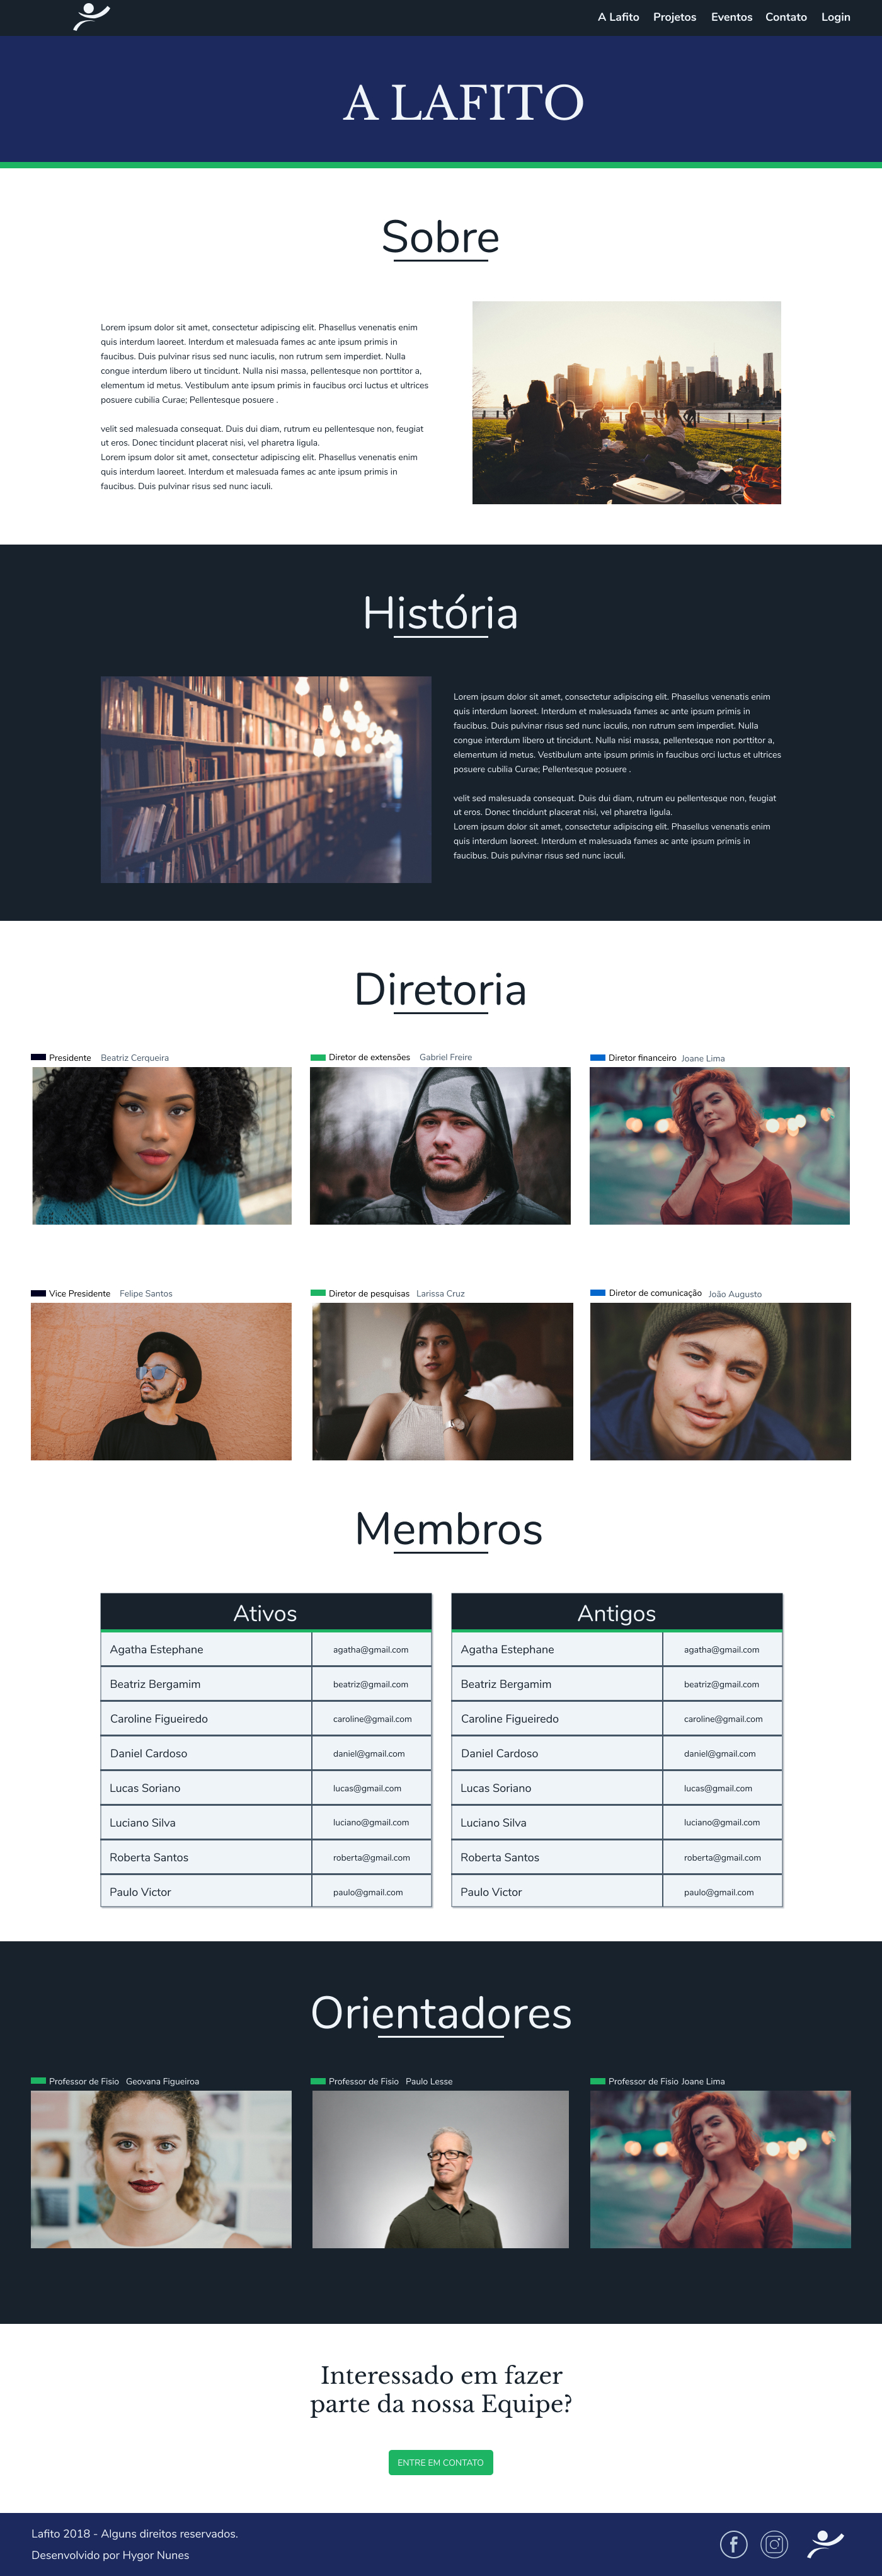 A Lafito Projetos Eventos Contato Login
A LAFITO
Sobre
Lorem ipsum dolor sit amet, consectetur adipiscing elit. Phasellus venenatis enim
quis interdum laoreet. Interdum et malesuada fames ac ante ipsum primis in
faucibus. Duis pulvinar risus sed nunc iaculis, non rutrum sem imperdiet. Nulla
congue interdum libero ut tincidunt. Nulla nisi massa, pellentesque non porttitor a,
elementum id metus. Vestibulum ante ipsum primis in faucibus orci luctus et ultrices
posuere cubilia Curae; Pellentesque posuere .
velit sed malesuada consequat. Duis dui diam, rutrum eu pellentesque non, feugiat
ut eros. Donec tincidunt placerat nisi, vel pharetra ligula.
Lorem ipsum dolor sit amet, consectetur adipiscing elit. Phasellus venenatis enim
quis interdum laoreet. Interdum et malesuada fames ac ante ipsum primis in
faucibus. Duis pulvinar risus sed nunc iaculi.
História
Lorem ipsum dolor sit amet, consectetur adipiscing elit. Phasellus venenatis enim
quis interdum laoreet. Interdum et malesuada fames ac ante ipsum primis in
faucibus. Duis pulvinar risus sed nunc iaculis, non rutrum sem imperdiet. Nulla
congue interdum libero ut tincidunt. Nulla nisi massa, pellentesque non porttitor a,
elementum id metus. Vestibulum ante ipsum primis in faucibus orci luctus et ultrices
posuere cubilia Curae; Pellentesque posuere .
velit sed malesuada consequat. Duis dui diam, rutrum eu pellentesque non, feugiat
ut eros. Donec tincidunt placerat nisi, vel pharetra ligula.
Lorem ipsum dolor sit amet, consectetur adipiscing elit. Phasellus venenatis enim
quis interdum laoreet. Interdum et malesuada fames ac ante ipsum primis in
faucibus. Duis pulvinar risus sed nunc iaculi.
Diretoria
Presidente Beatriz Cerqueira
Diretor de extensões Gabriel Freire
Diretor financeiro Joane Lima
Vice Presidente Felipe Santos
Diretor de pesquisas Larissa Cruz
Diretor de comunicação João Augusto
Membros
Ativos
Agatha Estephane agatha@gmail.com
Beatriz Bergamim beatriz@gmail.com
Caroline Figueiredo caroline@gmail.com
Daniel Cardoso daniel@gmail.com
Lucas Soriano lucas@gmail.com
Luciano Silva luciano@gmail.com
Roberta Santos roberta@gmail.com
Paulo Victor paulo@gmail.com
Antigos
Agatha Estephane agatha@gmail.com
Beatriz Bergamim beatriz@gmail.com
Caroline Figueiredo caroline@gmail.com
Daniel Cardoso daniel@gmail.com
Lucas Soriano lucas@gmail.com
Luciano Silva luciano@gmail.com
Roberta Santos roberta@gmail.com
Paulo Victor paulo@gmail.com
Orientadores
Professor de Fisio Geovana Figueiroa
Professor de Fisio Paulo Lesse
Professor de Fisio Joane Lima
Interessado em fazer
parte da nossa Equipe?
ENTRE EM CONTATO
Lafito 2018 - Alguns direitos reservados.
Desenvolvido por Hygor Nunes